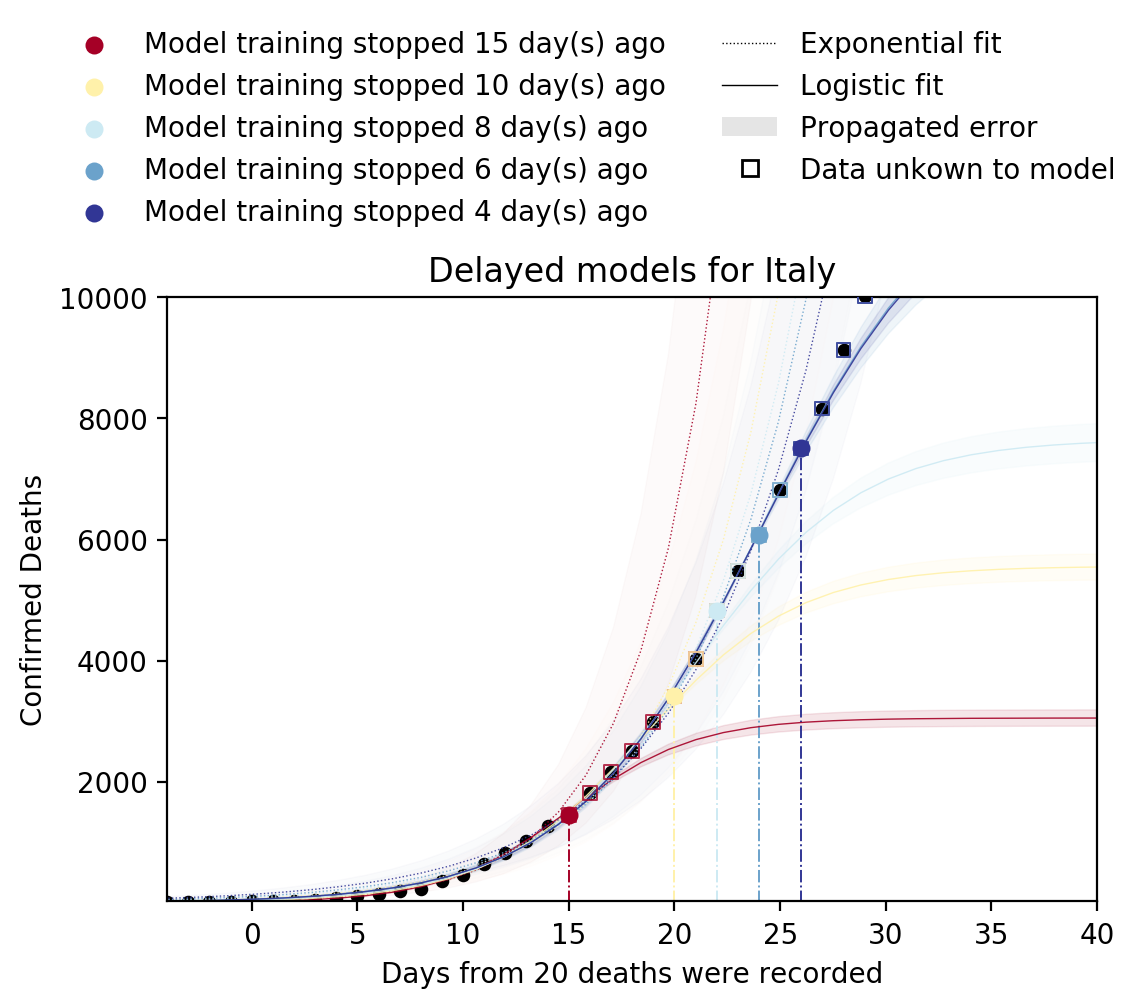 Model training stopped 15 day(s) ago
Model training stopped 10 day(s) ago
Model training stopped 8 day(s) ago
Model training stopped 6 day(s) ago
Model training stopped 4 day(s) ago
Exponential fit
Logistic fit
Propagated error
Data unkown to model
Delayed models for Italy
10000
8000
6000
4000
2000
Confirmed Deaths
0 5 10 15 20 25 30 35 40
Days from 20 deaths were recorded